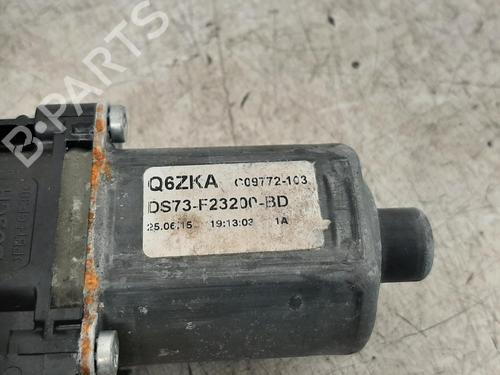 B-PARTS
Q6ZKA C09772-103
DS73-F23200-BD
25.06.15 19:13:03 1A